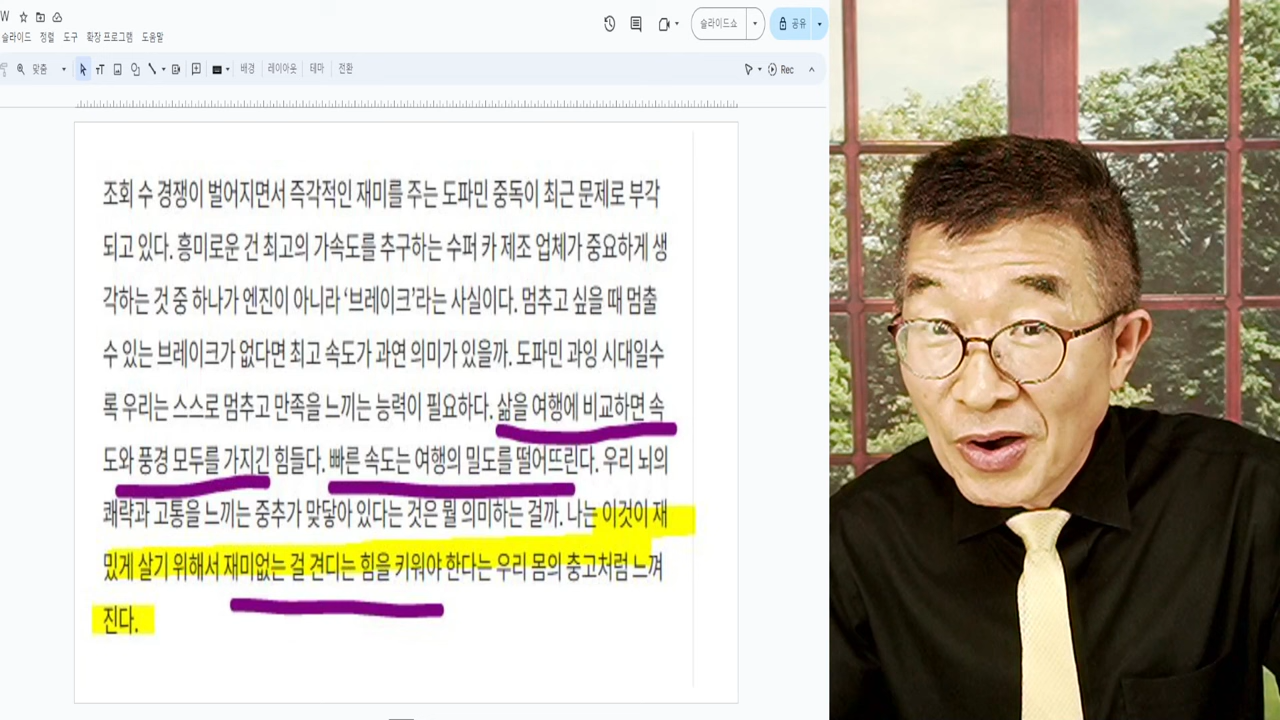 W
슬라이드 정렬 도구 확장 프로그램 도움말
슬라이드쇼
공유
맞춤
배경 레이아웃 테마 전환
Rec
조회 수 경쟁이 벌어지면서 즉각적인 재미를 주는 도파민 중독이 최근 문제로 부각
되고 있다. 흥미로운 건 최고의 가속도를 추구하는 수퍼 카 제조 업체가 중요하게 생
각하는 것 중 하나가 엔진이 아니라 ‘브레이크’라는 사실이다. 멈추고 싶을 때 멈출
수 있는 브레이크가 없다면 최고 속도가 과연 의미가 있을까. 도파민 과잉 시대일수
록 우리는 스스로 멈추고 만족을 느끼는 능력이 필요하다. 삶을 여행에 비교하면 속
도와 풍경 모두를 가지긴 힘들다. 빠른 속도는 여행의 밀도를 떨어뜨린다. 우리 뇌의
쾌락과 고통을 느끼는 중추가 맞닿아 있다는 것은 뭘 의미하는 걸까. 나는 이것이 재
밌게 살기 위해서 재미없는 걸 견디는 힘을 키워야 한다는 우리 몸의 충고처럼 느껴
진다.